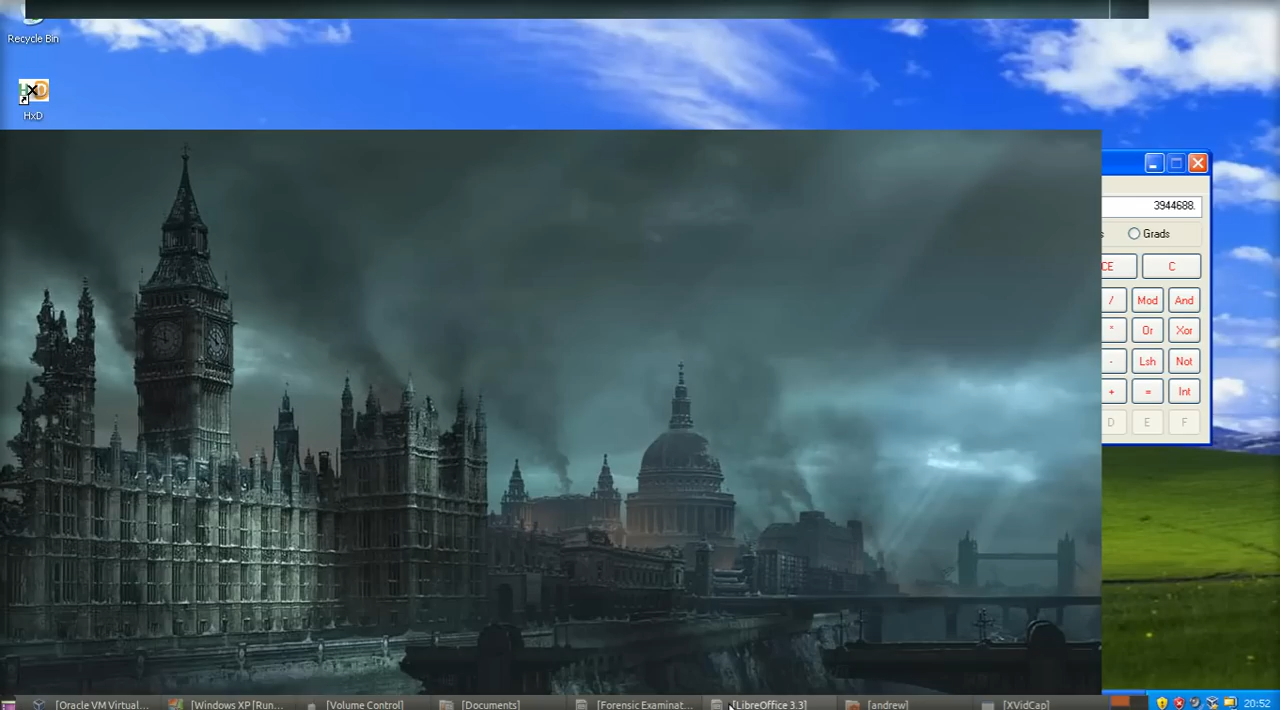 Recycle Bin
HxD
3944688.
s
Grads
CE
C
/
Mod
And
*
Or
Xor
-
Lsh
Not
+
=
Int
D
E
F
[Oracle VM Virtual...
[Windows XP [Run...
[Volume Control]
[Documents]
[Forensic Examinat...
[LibreOffice 3.3]
[andrew]
[XVidCap]
20:52